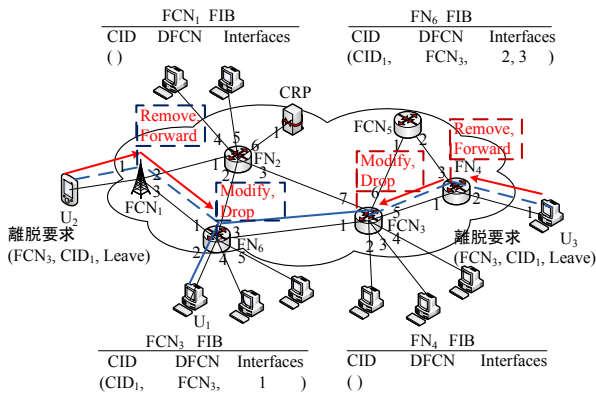 FCN₁ FIB
CID DFCN Interfaces
( )
FN₆ FIB
CID DFCN Interfaces
(CID₁, FCN₃, 2, 3 )
CRP
Remove,
Forward
4
5
6
1
FN₂
1
2
3
FCN₅
1
2
Remove,
Forward
Modify,
Drop
3
FN₄
1
2
1
2
3
FCN₁
U₂
離脱要求
(FCN₃, CID₁, Leave)
Modify,
Drop
1
2
3
4
5
FN₆
7
6
5
1
2
3
4
FCN₃
1
U₃
離脱要求
(FCN₃, CID₁, Leave)
U₁
FCN₃ FIB
CID DFCN Interfaces
(CID₁, FCN₃, 1 )
FN₄ FIB
CID DFCN Interfaces
( )